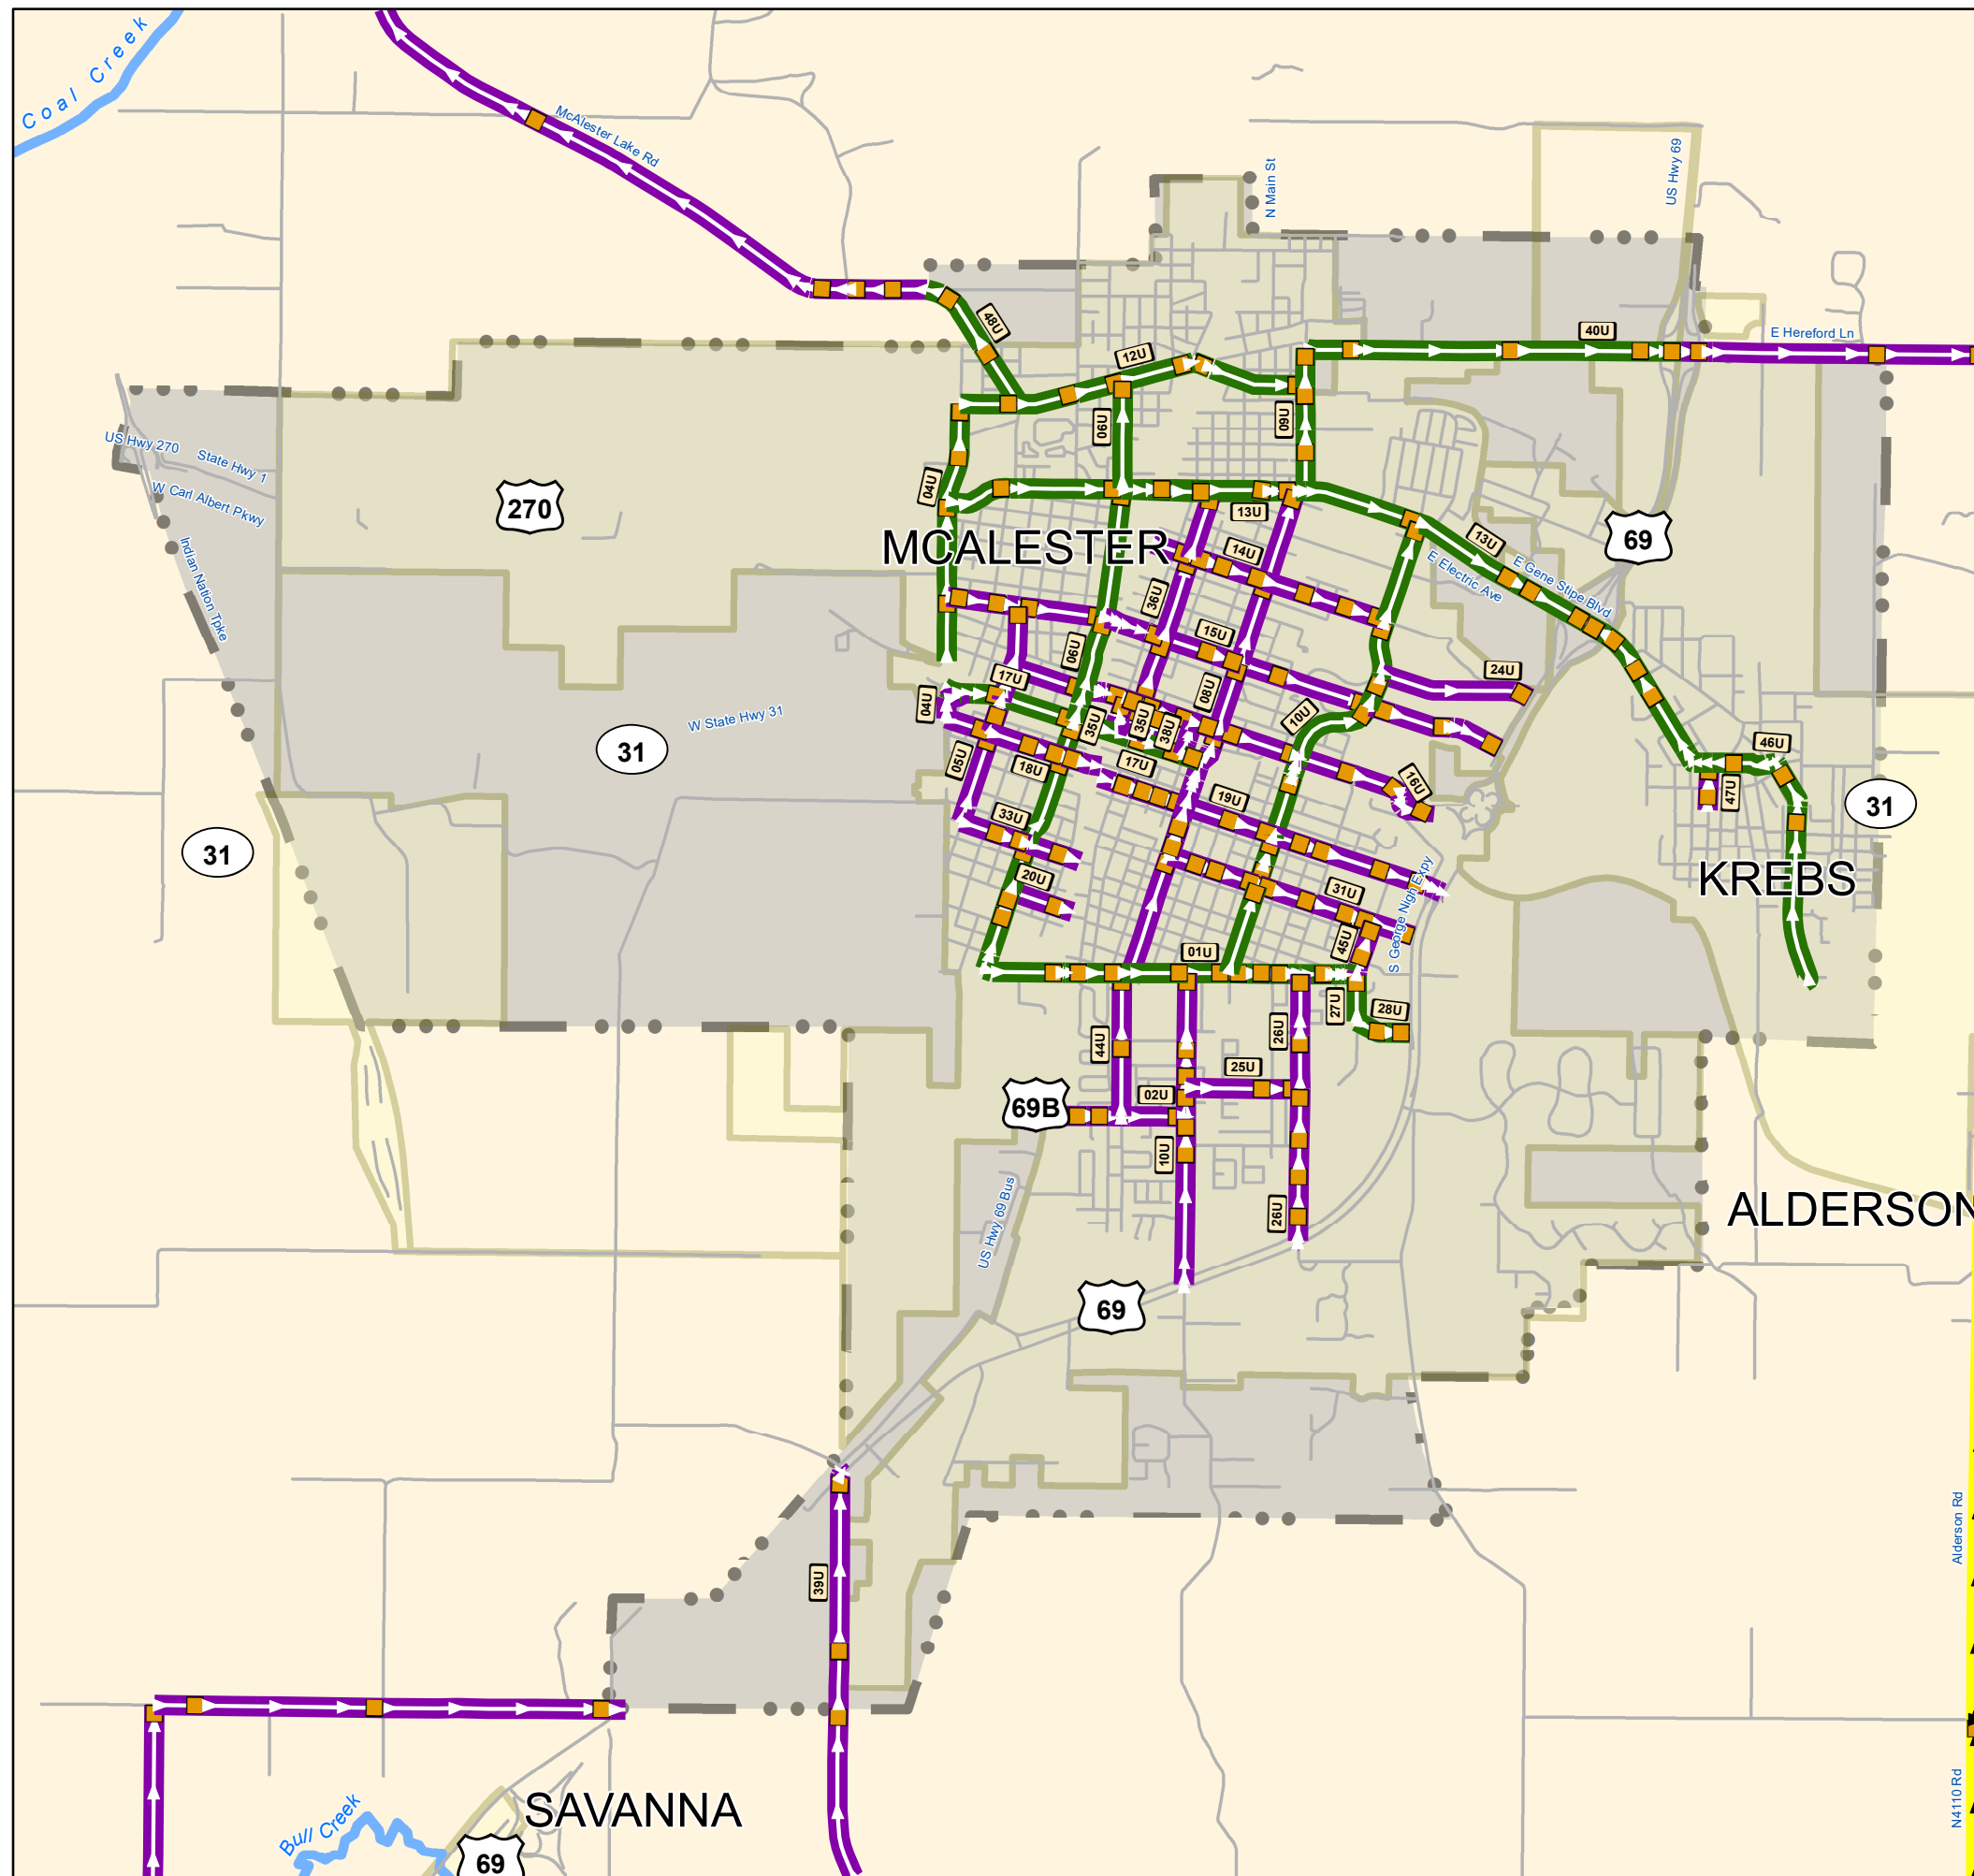 Coal Creek
McAlester Lake Rd
N Main St
US Hwy 69
48U
12U
40U
E Hereford Ln
06U
09U
US Hwy 270
State Hwy 1
W Carl Albert Pkwy
270
04U
13U
MCALESTER
14U
13U
69
E Gene Stipe Blvd
E Electric Ave
Indian Nation Tpke
36U
15U
06U
17U
24U
08U
04U
W State Hwy 31
31
35U
35U
38U
10U
46U
05U
18U
17U
16U
47U
31
31
33U
19U
KREBS
20U
31U
S George Nigh Expy
45U
01U
27U
28U
44U
26U
25U
02U
69B
10U
US Hwy 69 Bus
26U
ALDERSON
69
Alderson Rd
39U
N4110 Rd
SAVANNA
Bull Creek
69